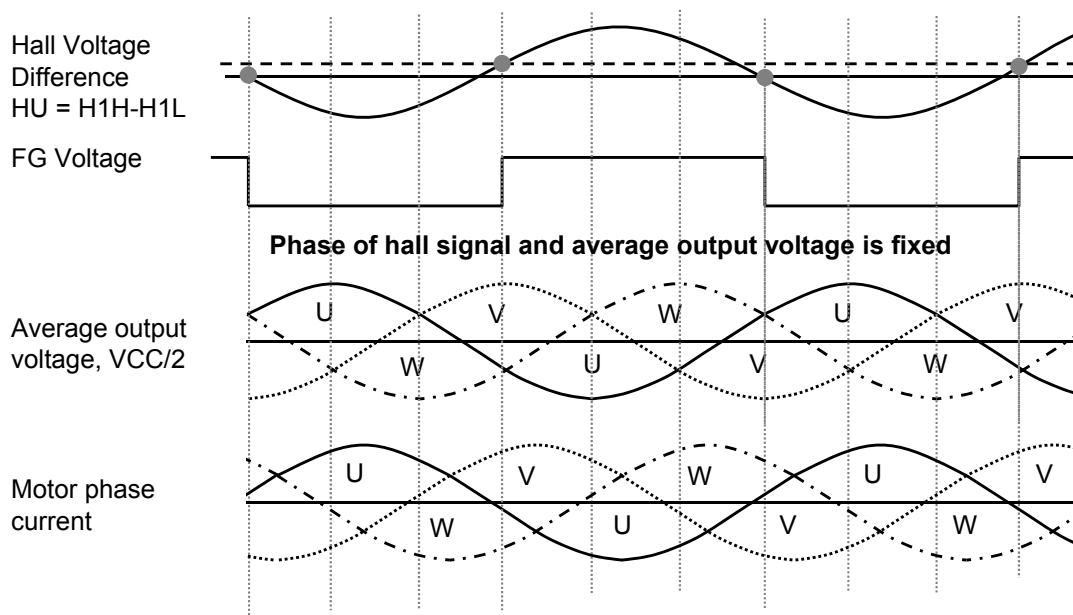 Hall Voltage
Difference
HU = H1H-H1L
FG Voltage
Phase of hall signal and average output voltage is fixed
Average output
voltage, VCC/2
U
V
W
U
V
W
U
V
W
Motor phase
current
U
V
W
U
V
W
U
V
W